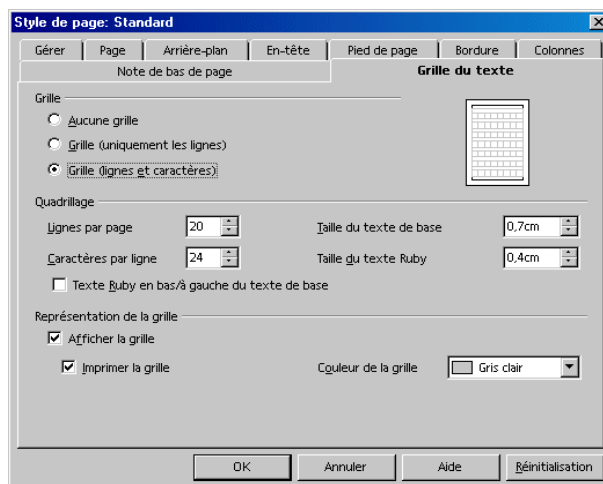 Style de page: Standard
Gérer Page Arrière-plan En-tête Pied de page Bordure Colonnes
Note de bas de page Grille du texte
Grille
Aucune grille
Grille (uniquement les lignes)
Grille (lignes et caractères)
Quadrillage
Lignes par page 20 Taille du texte de base 0,7cm
Caractères par ligne 24 Taille du texte Ruby 0,4cm
Texte Ruby en bas/à gauche du texte de base
Représentation de la grille
Afficher la grille
Imprimer la grille Couleur de la grille Gris clair
OK Annuler Aide Réinitialisation